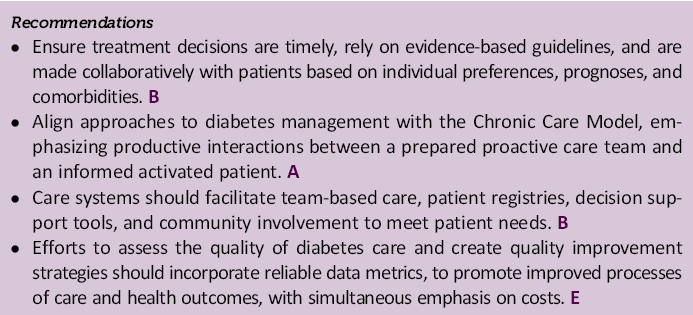 Recommendations
• Ensure treatment decisions are timely, rely on evidence-based guidelines, and are
made collaboratively with patients based on individual preferences, prognoses, and
comorbidities. B
• Align approaches to diabetes management with the Chronic Care Model, em-
phasizing productive interactions between a prepared proactive care team and
an informed activated patient. A
• Care systems should facilitate team-based care, patient registries, decision sup-
port tools, and community involvement to meet patient needs. B
• Efforts to assess the quality of diabetes care and create quality improvement
strategies should incorporate reliable data metrics, to promote improved processes
of care and health outcomes, with simultaneous emphasis on costs. E